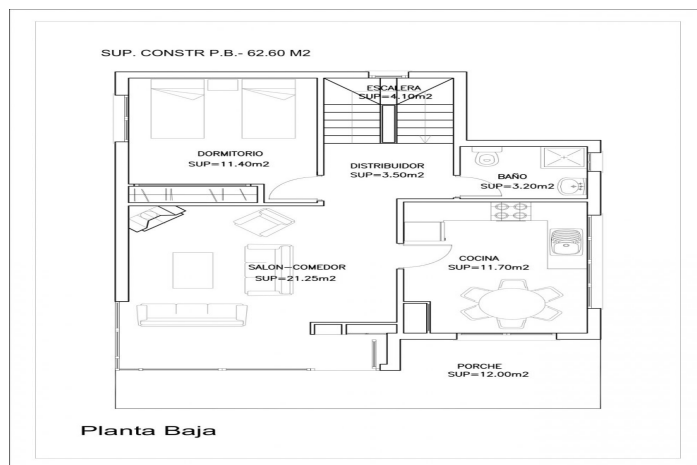 SUP. CONSTR P.B.- 62.60 M2
ESCALERA
SUP=4.10m2
DORMITORIO
SUP=11.40m2
DISTRIBUIDOR
SUP=3.50m2
BAÑO
SUP=3.20m2
SALON-COMEDOR
SUP=21.25m2
COCINA
SUP=11.70m2
PORCHE
SUP=12.00m2
Planta Baja